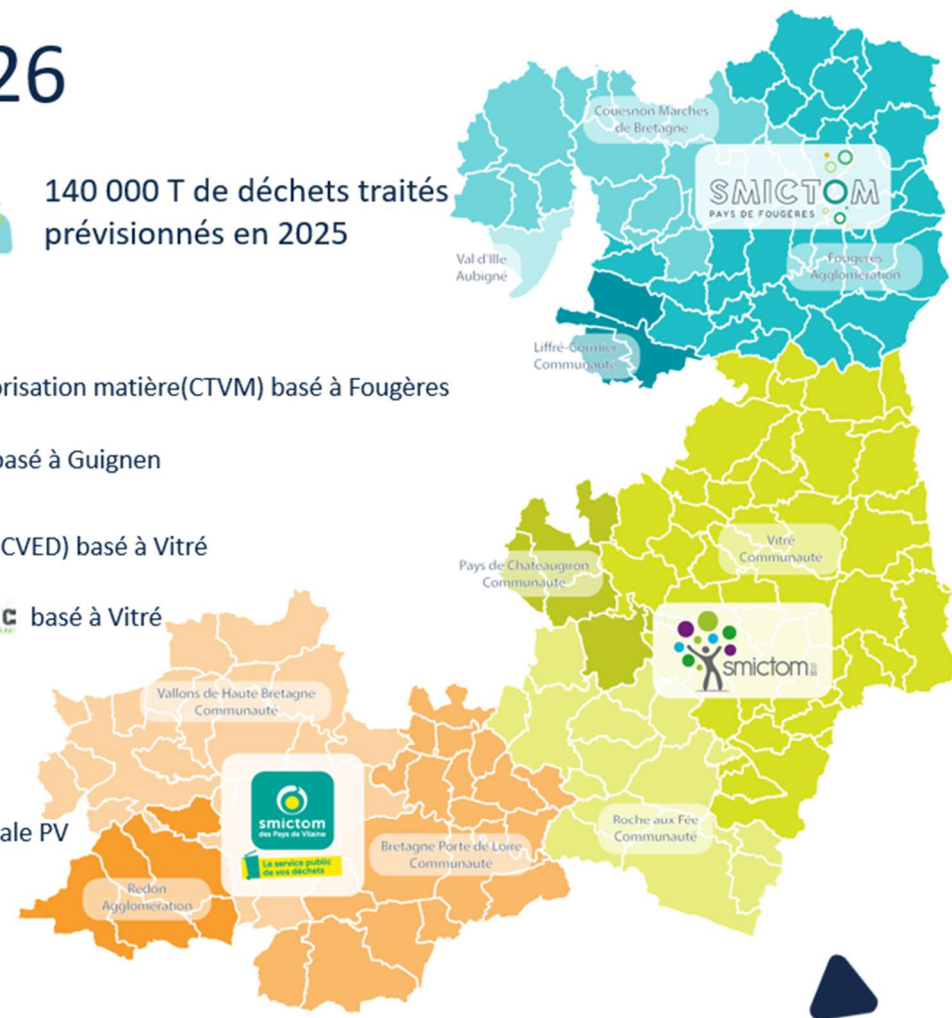 26
140 000 T de déchets traités
prévisionnés en 2025
orisation matière(CTVM) basé à Fougères
basé à Guignen
CVED) basé à Vitré
basé à Vitré
ale PV
Couesnon Marches
de Bretagne
SMICTOM
PAYS DE FOUGÈRES
Val d'Ille
Aubigné
Fougères
Agglomération
Liffré-Cormier
Communauté
Vitré
Communauté
Pays de Chateaugiron
Communauté
smictom
Vallons de Haute Bretagne
Communauté
smictom
des Pays de Vilaine
Le service public
de vos déchets
Bretagne Porte de Loire
Communauté
Roche aux Fée
Communauté
Redon
Agglomération